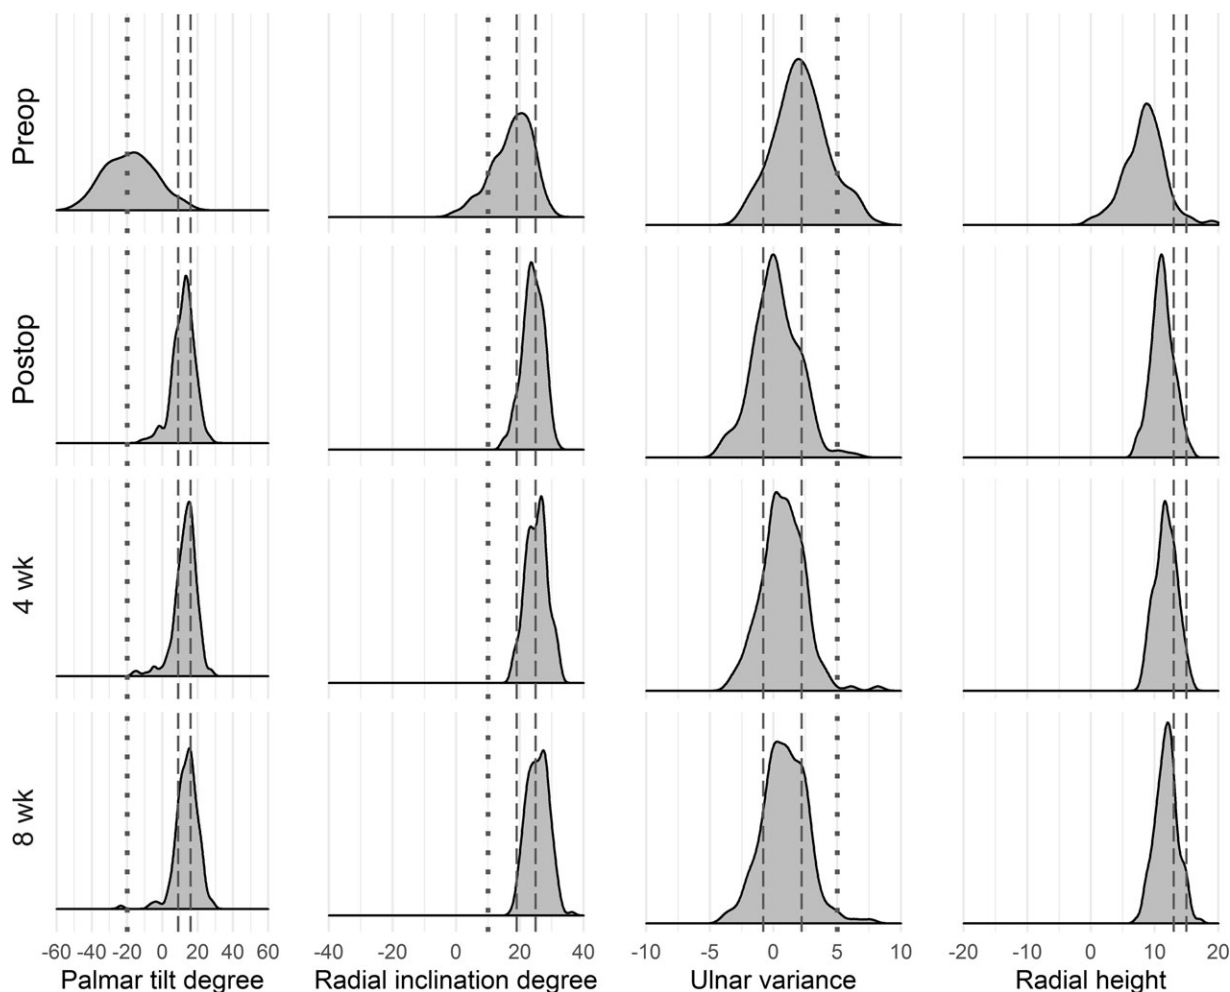 Preop
Postop
4 wk
8 wk
-60 -40 -20 0 20 40 60
-40 -20 0 20 40
-10 -5 0 5 10
-20 -10 0 10 20
Palmar tilt degree
Radial inclination degree
Ulnar variance
Radial height